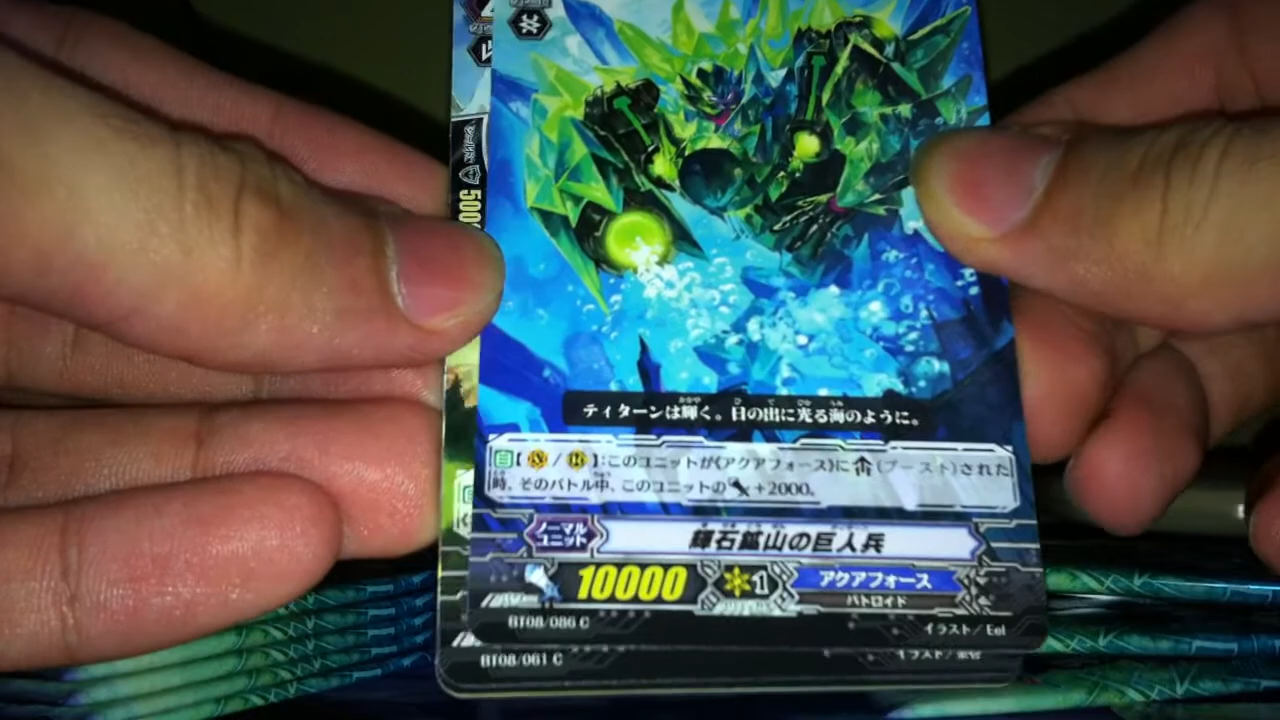 500
ティターンは輝く。日の出に光る海のように。
【 / 】:このユニットが《アクアフォース》に(ブースト)された
時、そのバトル中、このユニットの+2000。
ノーマル
ユニット
輝石鉱山の巨人兵
10000
1
アクアフォース
バトロイド
BT08/086 C
イラスト/ Eel
BT08/061 C